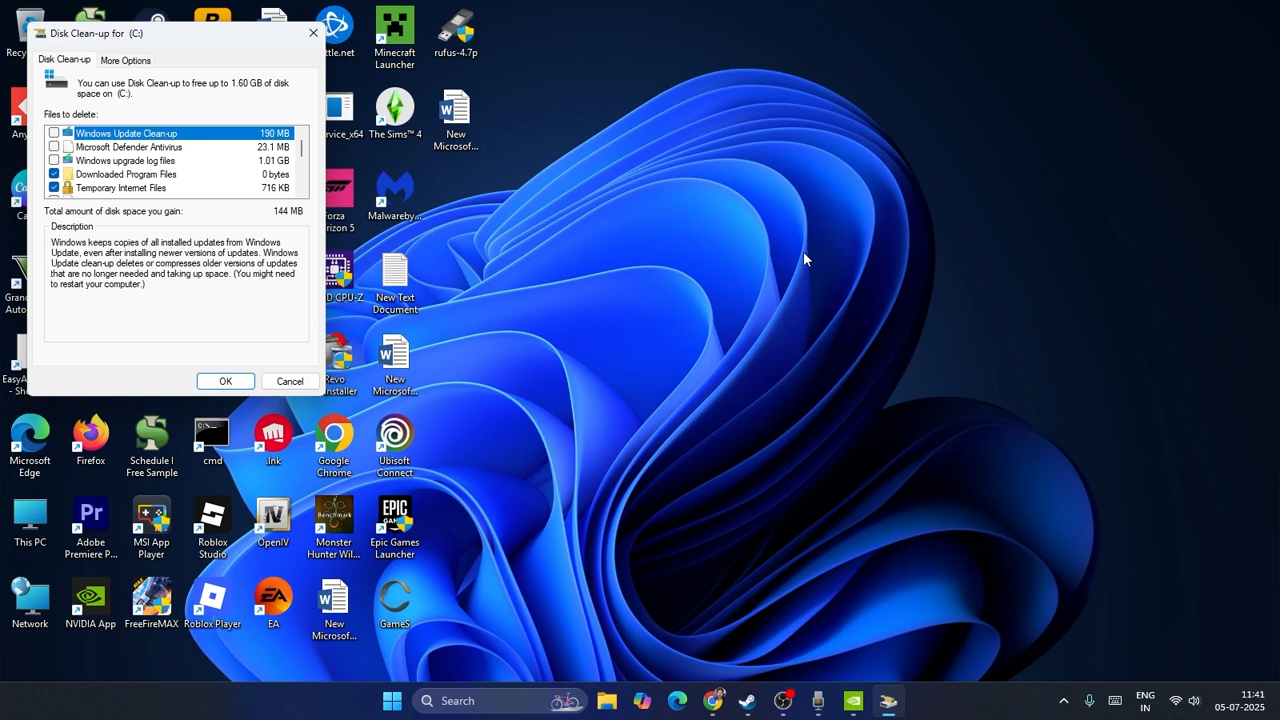 Disk Clean-up for (C:)
Disk Clean-up
More Options
You can use Disk Clean-up to free up to 1.60 GB of disk
space on (C:).
Files to delete:
Windows Update Clean-up 190 MB
Microsoft Defender Antivirus 23.1 MB
Windows upgrade log files 1.01 GB
Downloaded Program Files 0 bytes
Temporary Internet Files 716 KB
Total amount of disk space you gain: 144 MB
Description
Windows keeps copies of all installed updates from Windows
Update, even after installing newer versions of updates. Windows
Update clean-up deletes or compresses older versions of updates
that are no longer needed and taking up space. (You might need
to restart your computer.)
OK
Cancel
Recy
ttle.net
Minecraft
Launcher
rufus-4.7p
Any
rvice_x64
The Sims™ 4
New
Microsof...
Ca
Forza
rizon 5
Malwareby...
Gran
Auto
D CPU-Z
New Text
Document
EasyA
- Sh
Revo
nstaller
New
Microsof...
Microsoft
Edge
Firefox
Schedule I
Free Sample
cmd
.lnk
Google
Chrome
Ubisoft
Connect
This PC
Adobe
Premiere P...
MSI App
Player
Roblox
Studio
OpenIV
Monster
Hunter Wil...
Epic Games
Launcher
Network
NVIDIA App
FreeFireMAX
Roblox Player
EA
New
Microsof...
GameS
Search
ENG
IN
11:41
05-07-2025